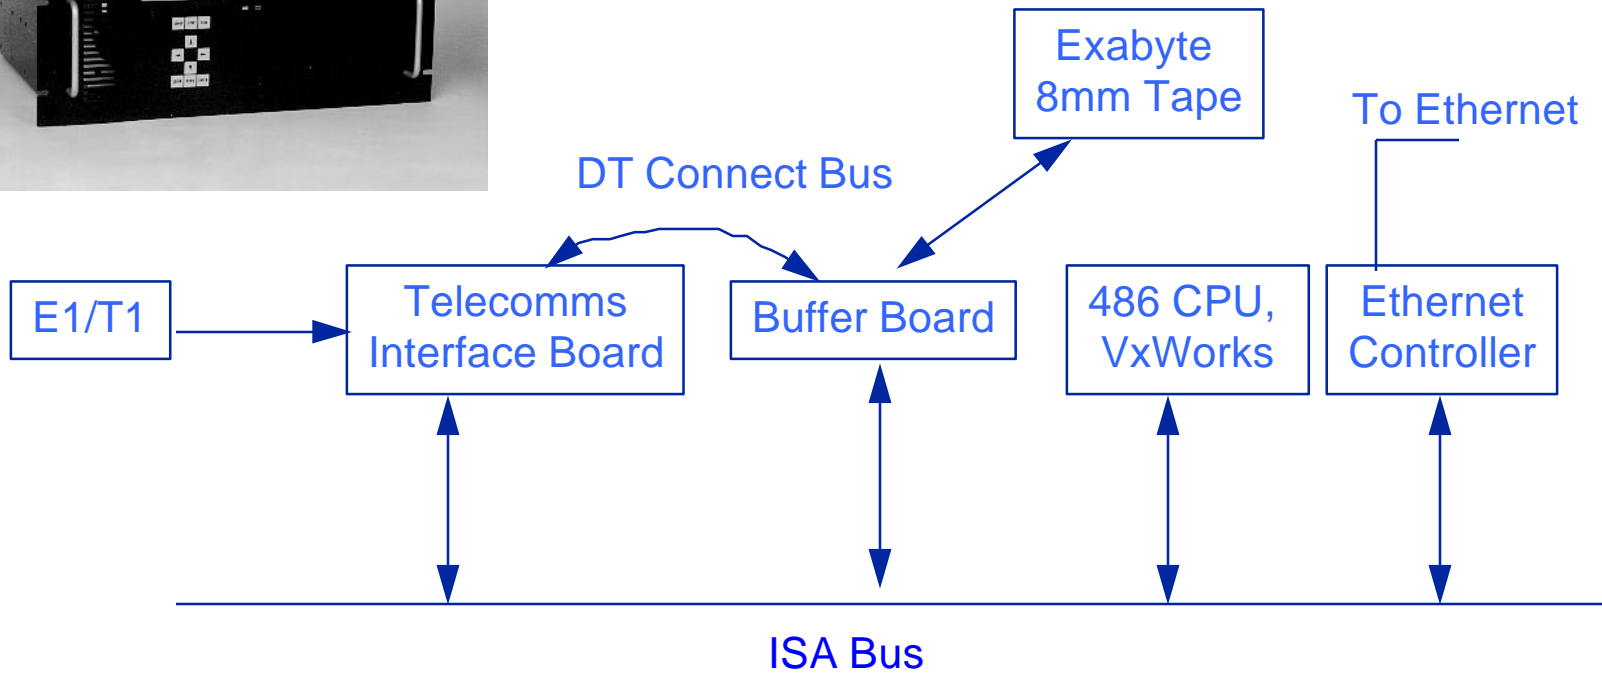 Exabyte
8mm Tape
To Ethernet
DT Connect Bus
E1/T1
Telecomms
Interface Board
Buffer Board
486 CPU,
VxWorks
Ethernet
Controller
ISA Bus